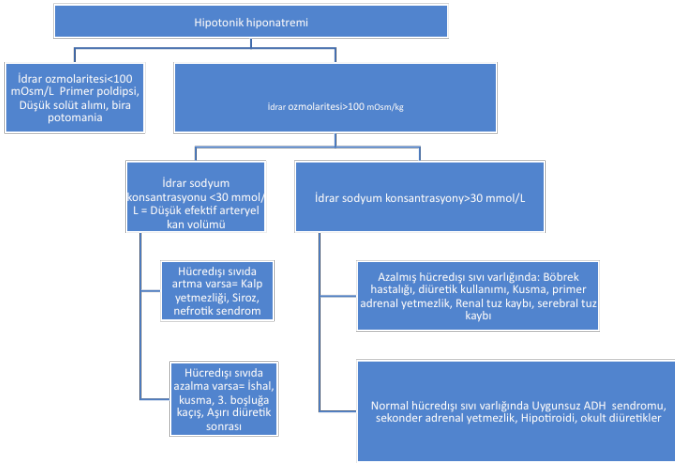 Hipotonik hiponatremi
İdrar ozmolaritesi<100
mOsm/L  Primer poldipsi,
Düşük solüt alımı, bira
potomania
İdrar ozmolaritesi>100 mOsm/kg
İdrar sodyum
konsantrasyonu <30 mmol/
L = Düşük efektif arteryel
kan volümü
İdrar sodyum konsantrasyony>30 mmol/L
Hücredışı sıvıda
artma varsa= Kalp
yetmezliği, Siroz,
nefrotik sendrom
Azalmış hücredışı sıvı varlığında: Böbrek
hastalığı, diüretik kullanımı, Kusma, primer
adrenal yetmezlik, Renal tuz kaybı, serebral tuz
kaybı
Hücredışı sıvıda
azalma varsa= İshal,
kusma, 3. boşluğa
kaçış, Aşırı diüretik
sonrası
Normal hücredışı sıvı varlığında Uygunsuz ADH  sendromu,
sekonder adrenal yetmezlik, Hipotiroidi, okult diüretikler